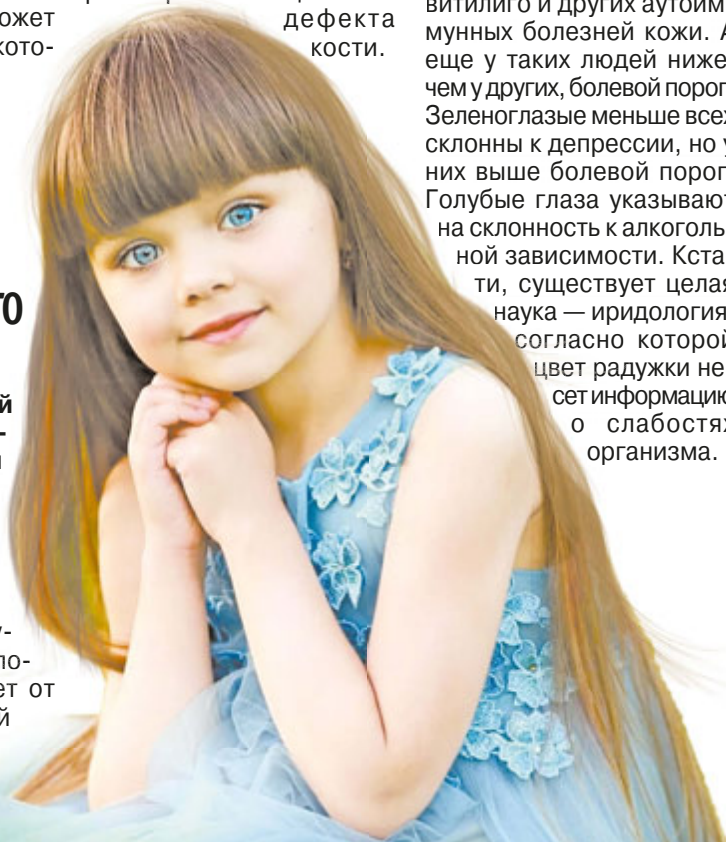 ожет
кото-
дефекта
кости.
ТО
й
-
у-
ло-
ет от
й
витилиго и других аутоим
мунных болезней кожи. А
еще у таких людей ниже
чем у других, болевой порог
Зеленоглазые меньше всех
склонны к депрессии, но у
них выше болевой порог
Голубые глаза указывают
на склонность к алкоголь
ной зависимости. Кста
ти, существует целая
наука — иридология
согласно которой
цвет радужки не
сет информацию
о слабостях
организма.